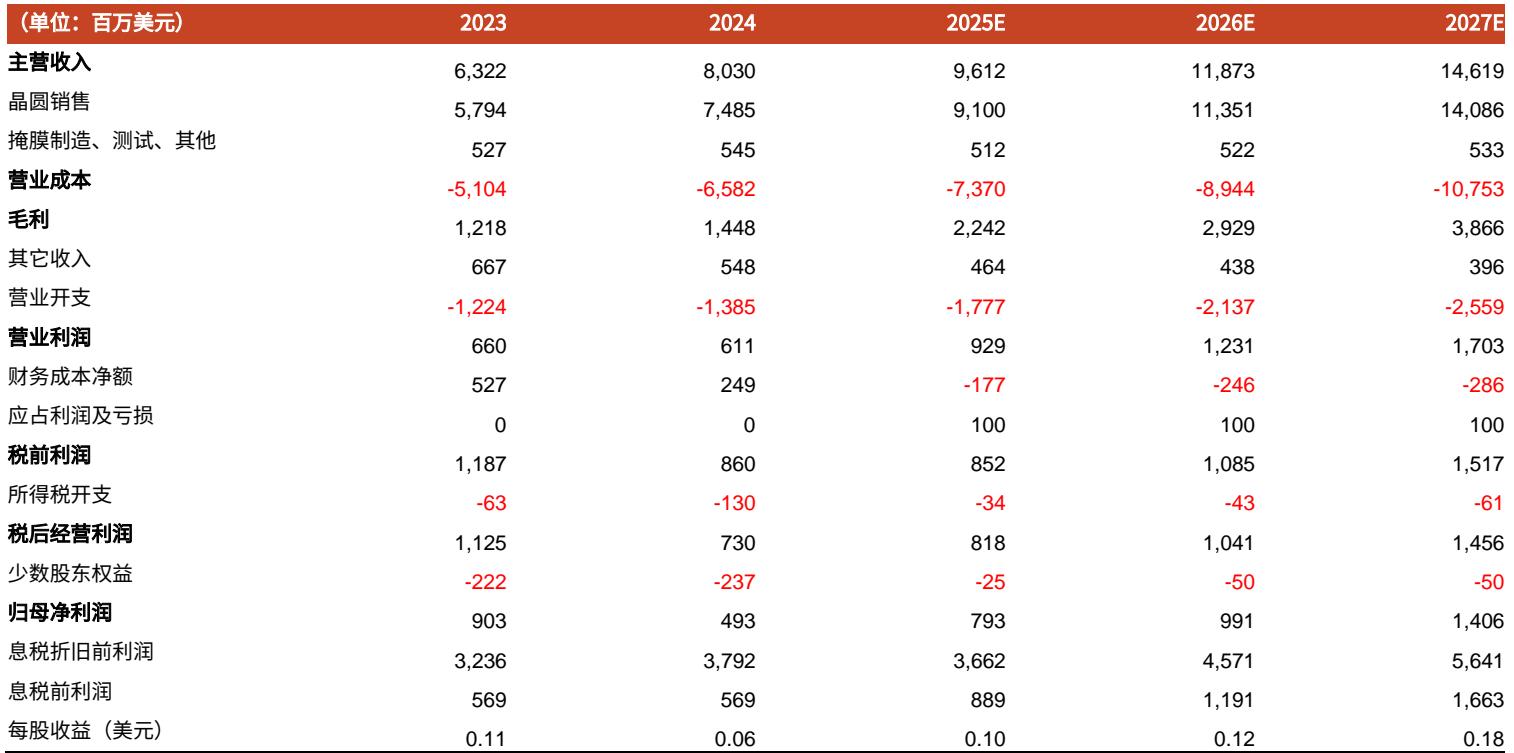 （单位：百万美元） 2023 2024 2025E 2026E 2027E
主营收入 6,322 8,030 9,612 11,873 14,619
晶圆销售 5,794 7,485 9,100 11,351 14,086
掩膜制造、测试、其他 527 545 512 522 533
营业成本 -5,104 -6,582 -7,370 -8,944 -10,753
毛利 1,218 1,448 2,242 2,929 3,866
其它收入 667 548 464 438 396
营业开支 -1,224 -1,385 -1,777 -2,137 -2,559
营业利润 660 611 929 1,231 1,703
财务成本净额 527 249 -177 -246 -286
应占利润及亏损 0 0 100 100 100
税前利润 1,187 860 852 1,085 1,517
所得税开支 -63 -130 -34 -43 -61
税后经营利润 1,125 730 818 1,041 1,456
少数股东权益 -222 -237 -25 -50 -50
归母净利润 903 493 793 991 1,406
息税折旧前利润 3,236 3,792 3,662 4,571 5,641
息税前利润 569 569 889 1,191 1,663
每股收益（美元） 0.11 0.06 0.10 0.12 0.18